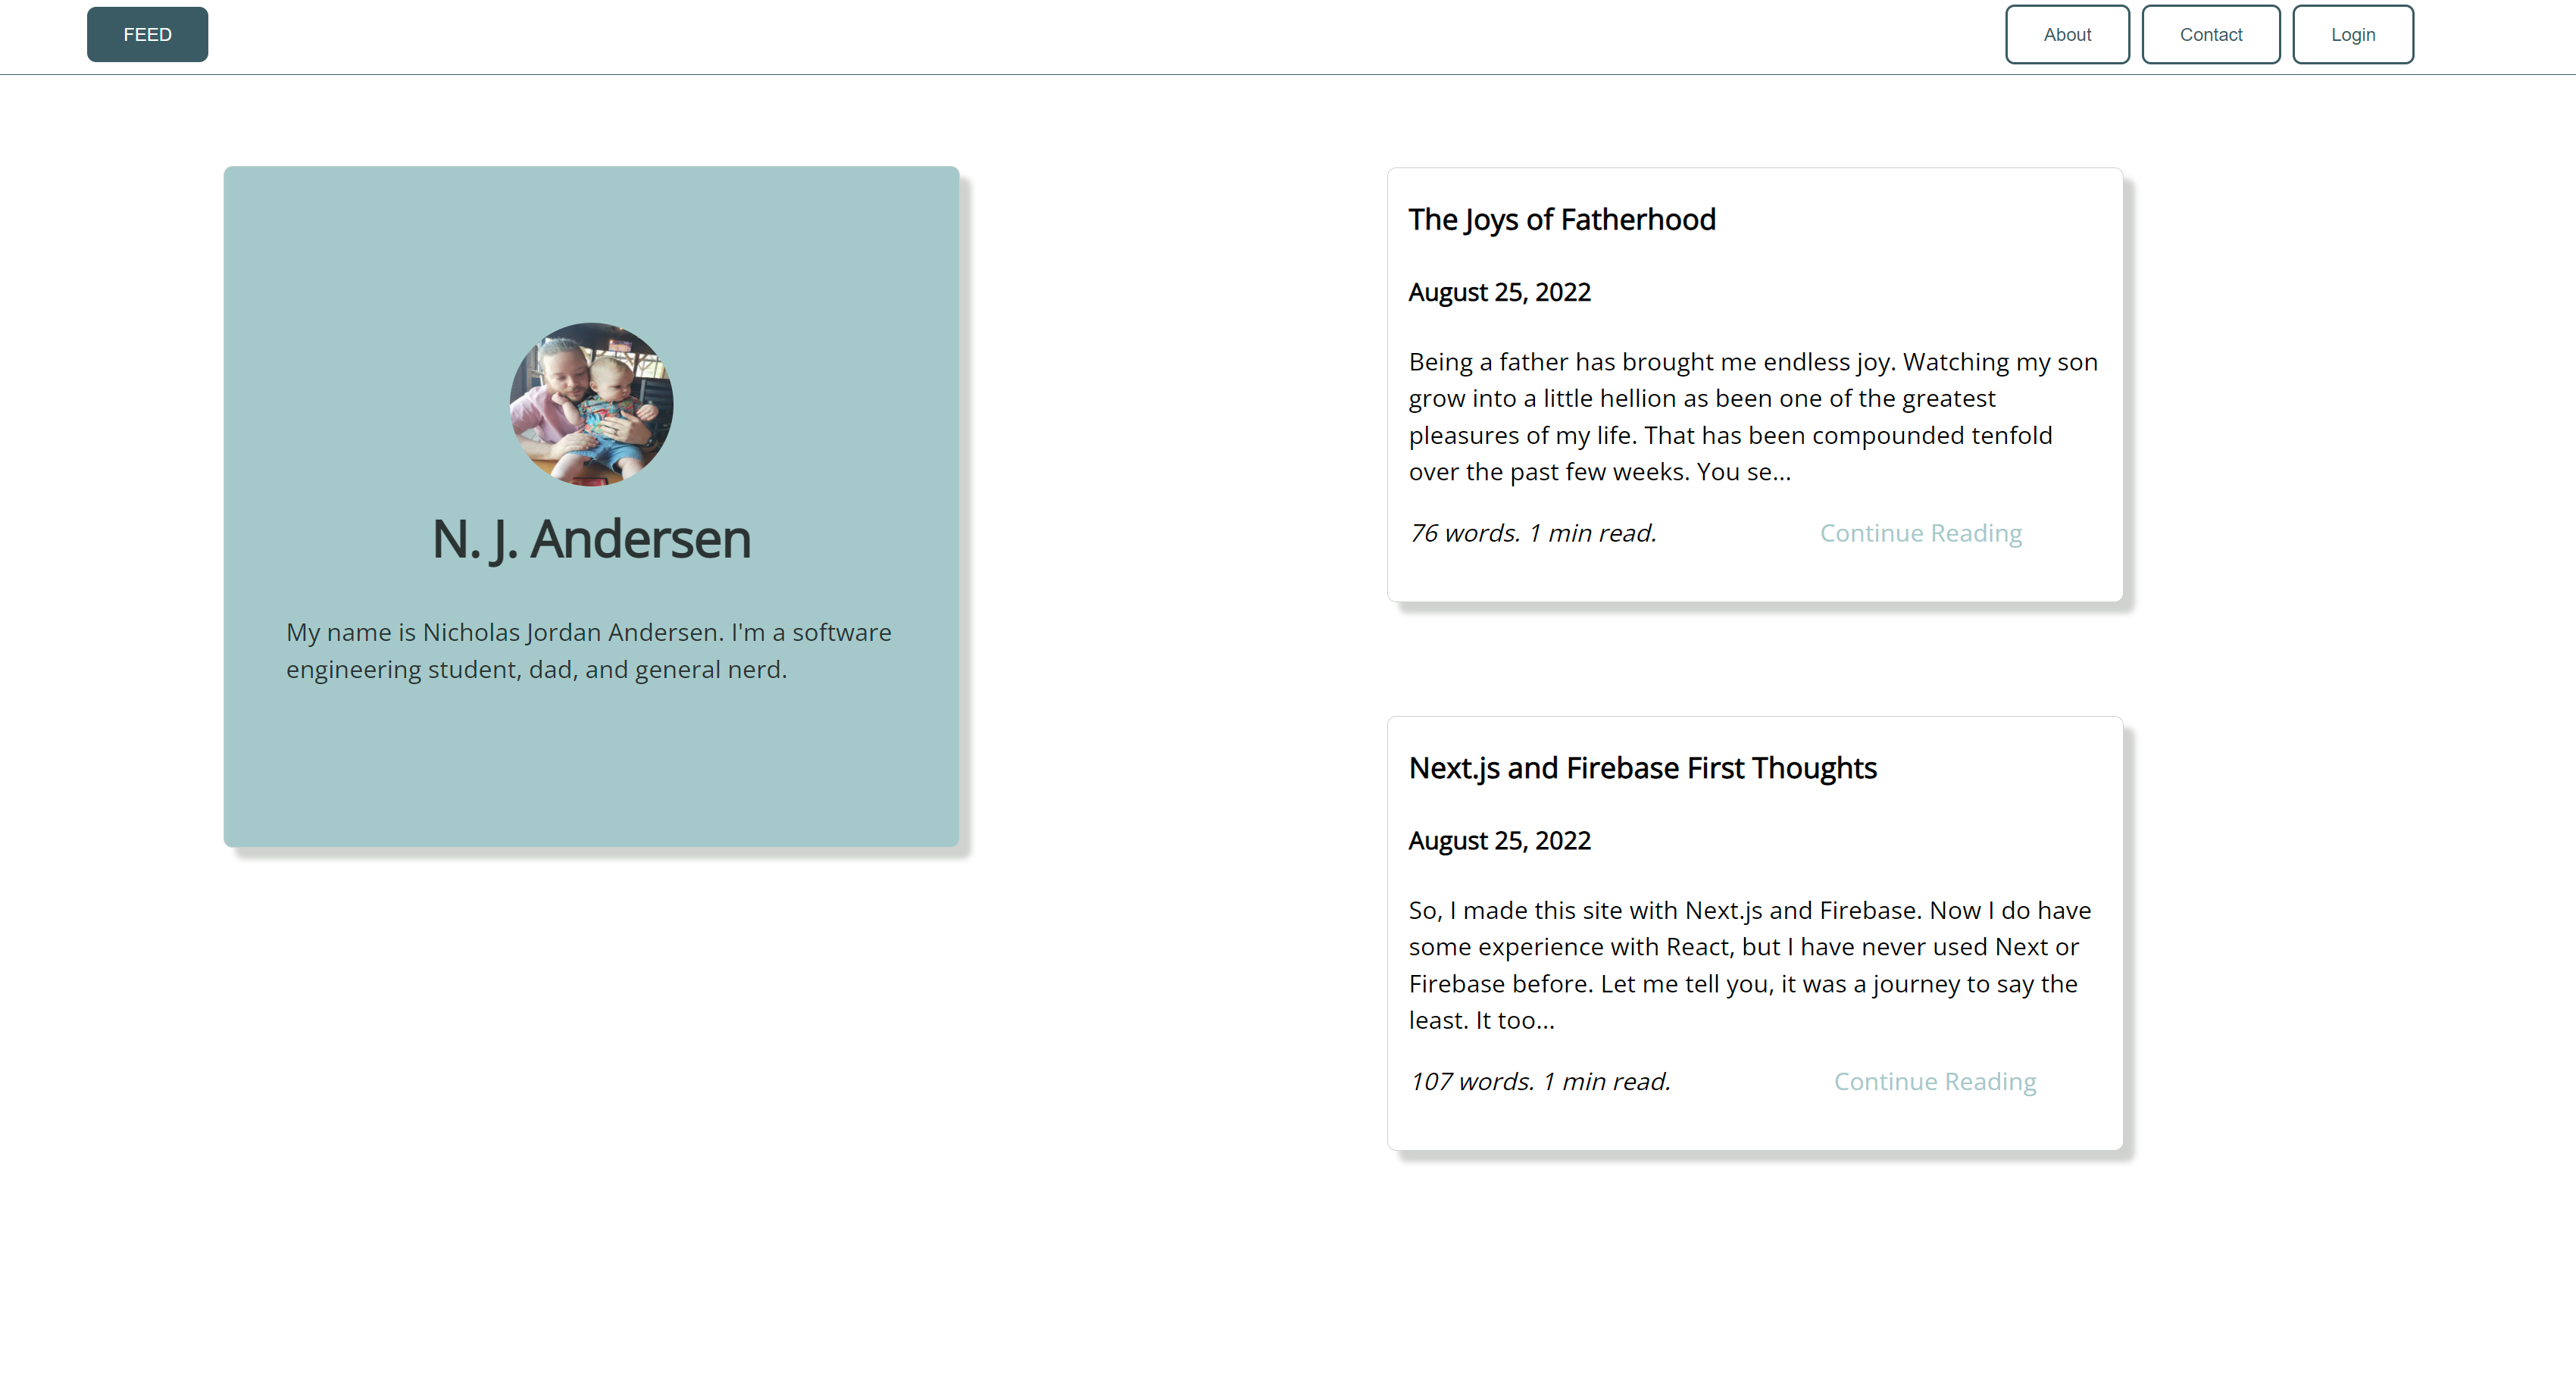 FEED
About
Contact
Login
N. J. Andersen
My name is Nicholas Jordan Andersen. I'm a software
engineering student, dad, and general nerd.
The Joys of Fatherhood
August 25, 2022
Being a father has brought me endless joy. Watching my son
grow into a little hellion as been one of the greatest
pleasures of my life. That has been compounded tenfold
over the past few weeks. You se...
76 words. 1 min read.
Continue Reading
Next.js and Firebase First Thoughts
August 25, 2022
So, I made this site with Next.js and Firebase. Now I do have
some experience with React, but I have never used Next or
Firebase before. Let me tell you, it was a journey to say the
least. It too...
107 words. 1 min read.
Continue Reading